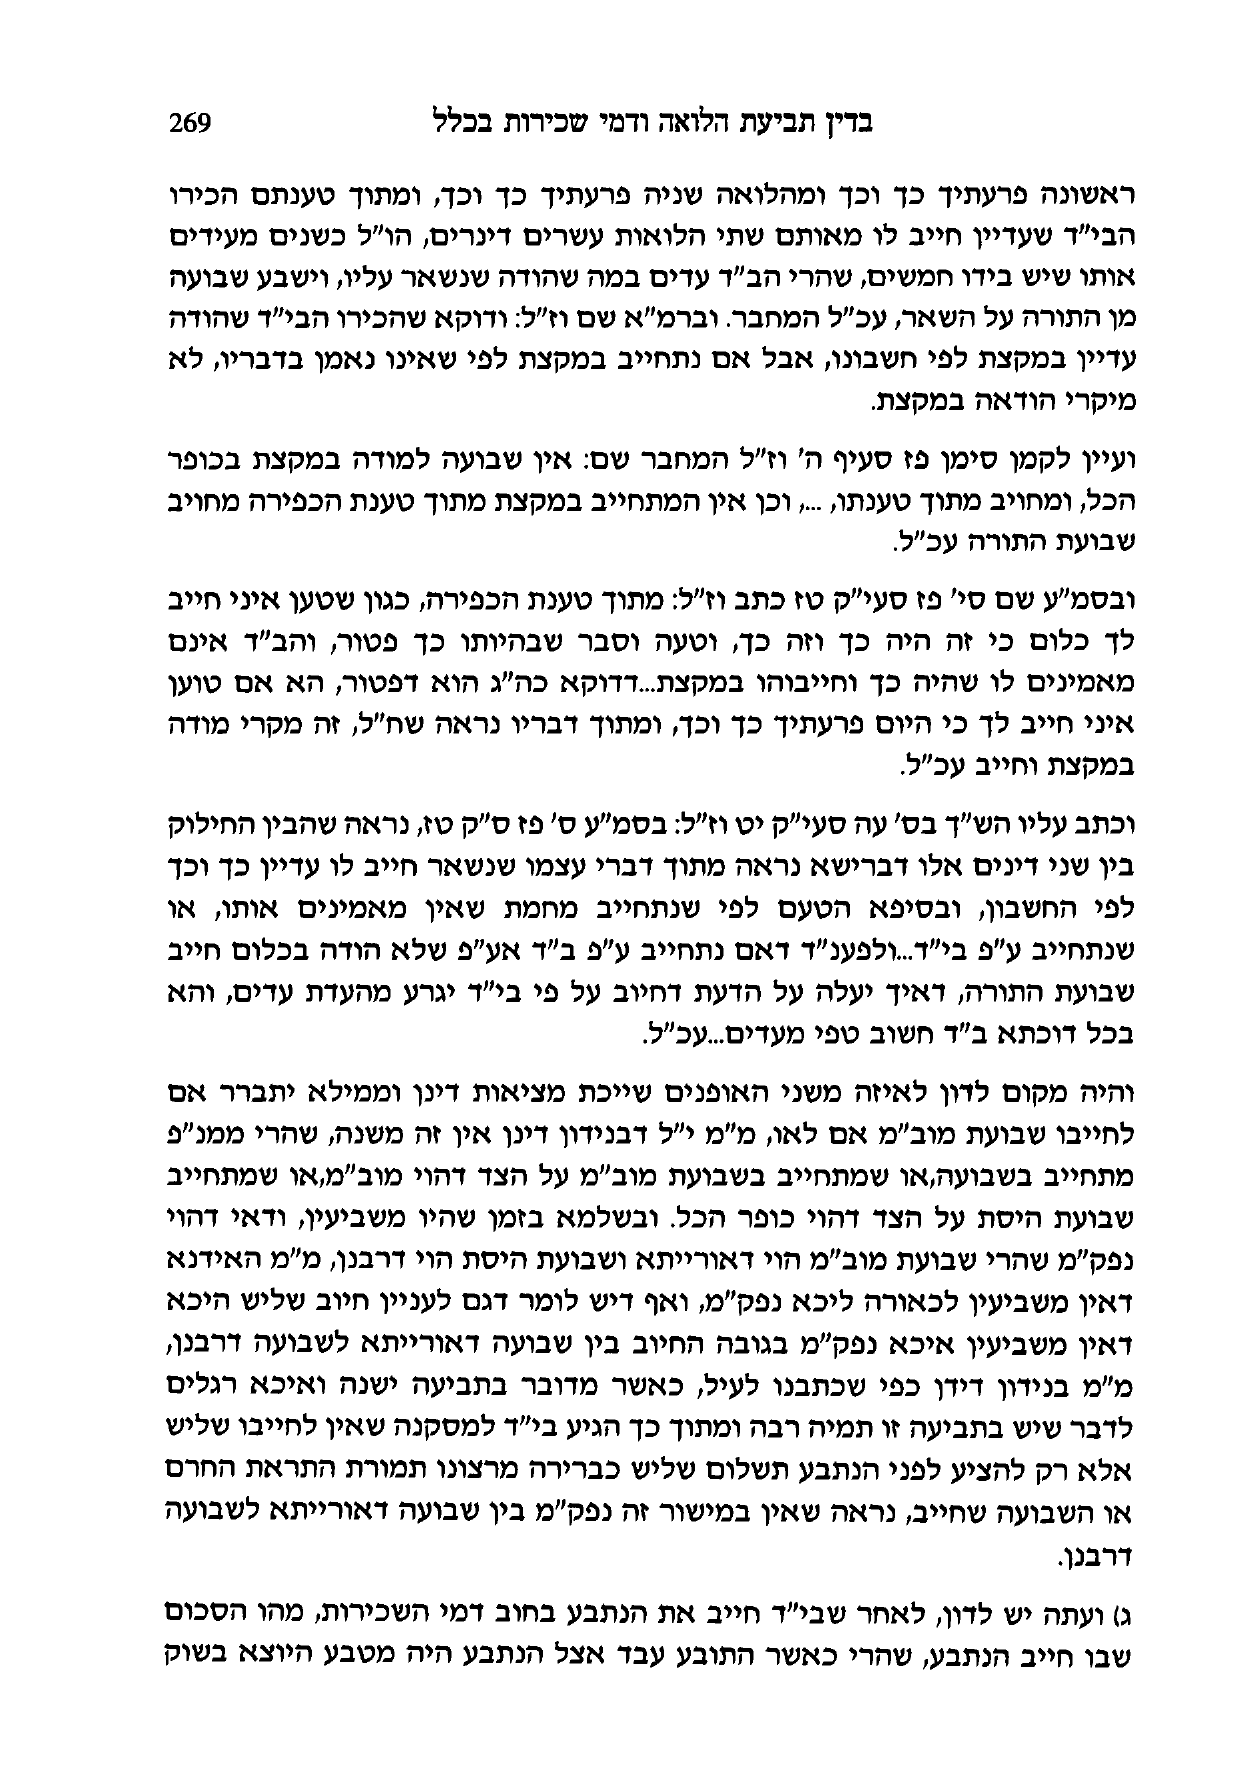 בדין תביעת הלואה ודמי שכירות בכלל 269
ראשונה פרעתיך כך וכך ומהלואה שניה פרעתיך כך וכך, ומתוך טענתם הכירו
הבי"ד שעדיין חייב לו מאותם שתי הלואות עשרים דינרים, הו"ל כשנים מעידים
אותו שיש בידו חמשים, שהרי הב"ד עדים במה שהודה שנשאר עליו, וישבע שבועה
מן התורה על השאר, עכ"ל המחבר. וברמ"א שם וז"ל: ודוקא שהכירו הבי"ד שהודה
עדיין במקצת לפי חשבונו, אבל אם נתחייב במקצת לפי שאינו נאמן בדבריו, לא
מיקרי הודאה במקצת.
ועיין לקמן סימן פז סעיף ה' וז"ל המחבר שם: אין שבועה למודה במקצת בכופר
הכל, ומחויב מתוך טענתו, ..., וכן אין המתחייב במקצת מתוך טענת הכפירה מחויב
שבועת התורה עכ"ל.
ובסמ"ע שם סי' פז סעי"ק טז כתב וז"ל: מתוך טענת הכפירה, כגון שטען איני חייב
לך כלום כי זה היה כך וזה כך, וטעה וסבר שבהיותו כך פטור, והב"ד אינם
מאמינים לו שהיה כך וחייבוהו במקצת...דדוקא כה"ג הוא דפטור, הא אם טוען
איני חייב לך כי היום פרעתיך כך וכך, ומתוך דבריו נראה שח"ל, זה מקרי מודה
במקצת וחייב עכ"ל.
וכתב עליו הש"ך בס' עה סעי"ק יט וז"ל: בסמ"ע ס' פז ס"ק טז, נראה שהבין החילוק
בין שני דינים אלו דברישא נראה מתוך דברי עצמו שנשאר חייב לו עדיין כך וכך
לפי החשבון, ובסיפא הטעם לפי שנתחייב מחמת שאין מאמינים אותו, או
שנתחייב ע"פ בי"ד...ולפענ"ד דאם נתחייב ע"פ ב"ד אע"פ שלא הודה בכלום חייב
שבועת התורה, דאיך יעלה על הדעת דחיוב על פי בי"ד יגרע מהעדת עדים, והא
בכל דוכתא ב"ד חשוב טפי מעדים...עכ"ל.
והיה מקום לדון לאיזה משני האופנים שייכת מציאות דינן וממילא יתברר אם
לחייבו שבועת מוב"מ אם לאו, מ"מ י"ל דבנידון דינן אין זה משנה, שהרי ממנ"פ
מתחייב בשבועה,או שמתחייב בשבועת מוב"מ על הצד דהוי מוב"מ,או שמתחייב
שבועת היסת על הצד דהוי כופר הכל. ובשלמא בזמן שהיו משביעין, ודאי דהוי
נפק"מ שהרי שבועת מוב"מ הוי דאורייתא ושבועת היסת הוי דרבנן, מ"מ האידנא
דאין משביעין לכאורה ליכא נפק"מ, ואף דיש לומר דגם לעניין חיוב שליש היכא
דאין משביעין איכא נפק"מ בגובה החיוב בין שבועה דאורייתא לשבועה דרבנן,
מ"מ בנידון דידן כפי שכתבנו לעיל, כאשר מדובר בתביעה ישנה ואיכא רגלים
לדבר שיש בתביעה זו תמיה רבה ומתוך כך הגיע בי"ד למסקנה שאין לחייבו שליש
אלא רק להציע לפני הנתבע תשלום שליש כברירה מרצונו תמורת התראת החרם
או השבועה שחייב, נראה שאין במישור זה נפק"מ בין שבועה דאורייתא לשבועה
דרבנן.
ג) ועתה יש לדון, לאחר שבי"ד חייב את הנתבע בחוב דמי השכירות, מהו הסכום
שבו חייב הנתבע, שהרי כאשר התובע עבד אצל הנתבע היה מטבע היוצא בשוק